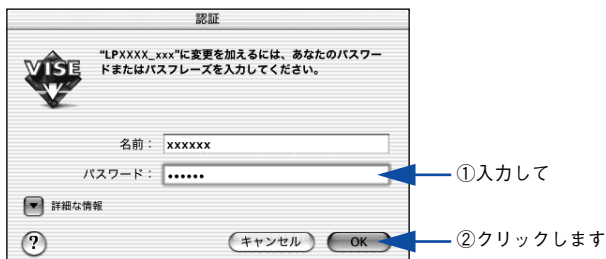 認証
VISE
“LPXXXX_xxx”に変更を加えるには、あなたのパスワー
ドまたはパスフレーズを入力してください。
名前： xxxxxx
パスワード： ••••••
①入力して
詳細な情報
? キャンセル OK
②クリックします